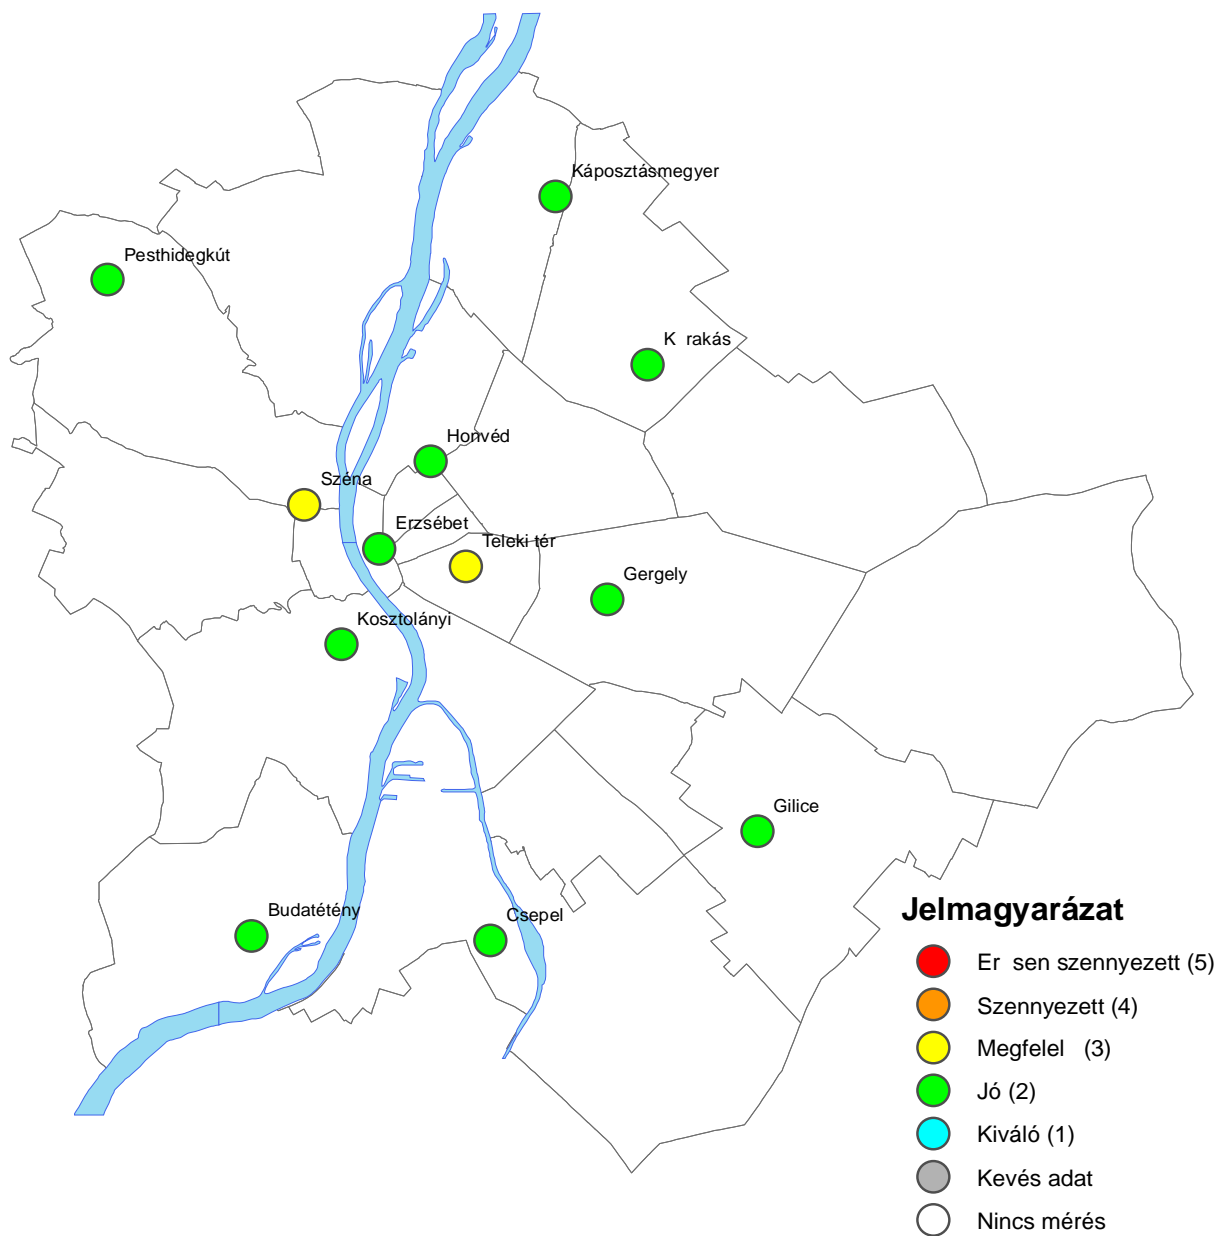 Káposztásmegyer
Pesthidegkút
K rakás
Honvéd
Széna
Erzsébet
Teleki tér
Gergely
Kosztolányi
Gilice
Budatétény
Csepel
Jelmagyarázat
Er sen szennyezett (5)
Szennyezett (4)
Megfelel (3)
Jó (2)
Kiváló (1)
Kevés adat
Nincs mérés